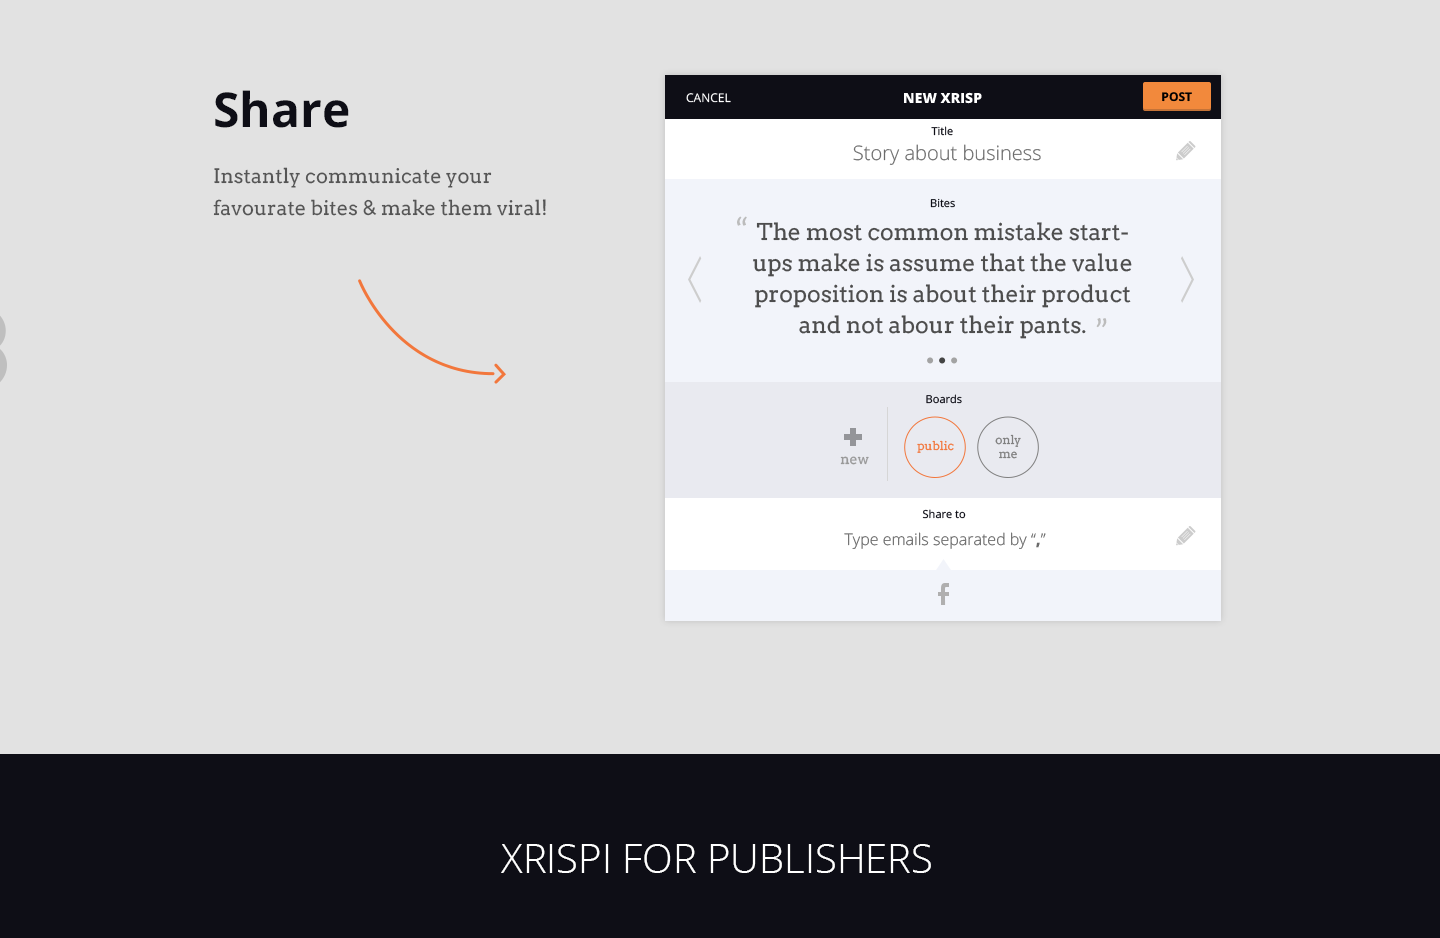 Share
Instantly communicate your
favourate bites & make them viral!
CANCEL
NEW XRISP
POST
Title
Story about business
Bites
“ The most common mistake start-
ups make is assume that the value
proposition is about their product
and not abour their pants. ”
Boards
new
public
only
me
Share to
Type emails separated by “,”
f
XRISPI FOR PUBLISHERS